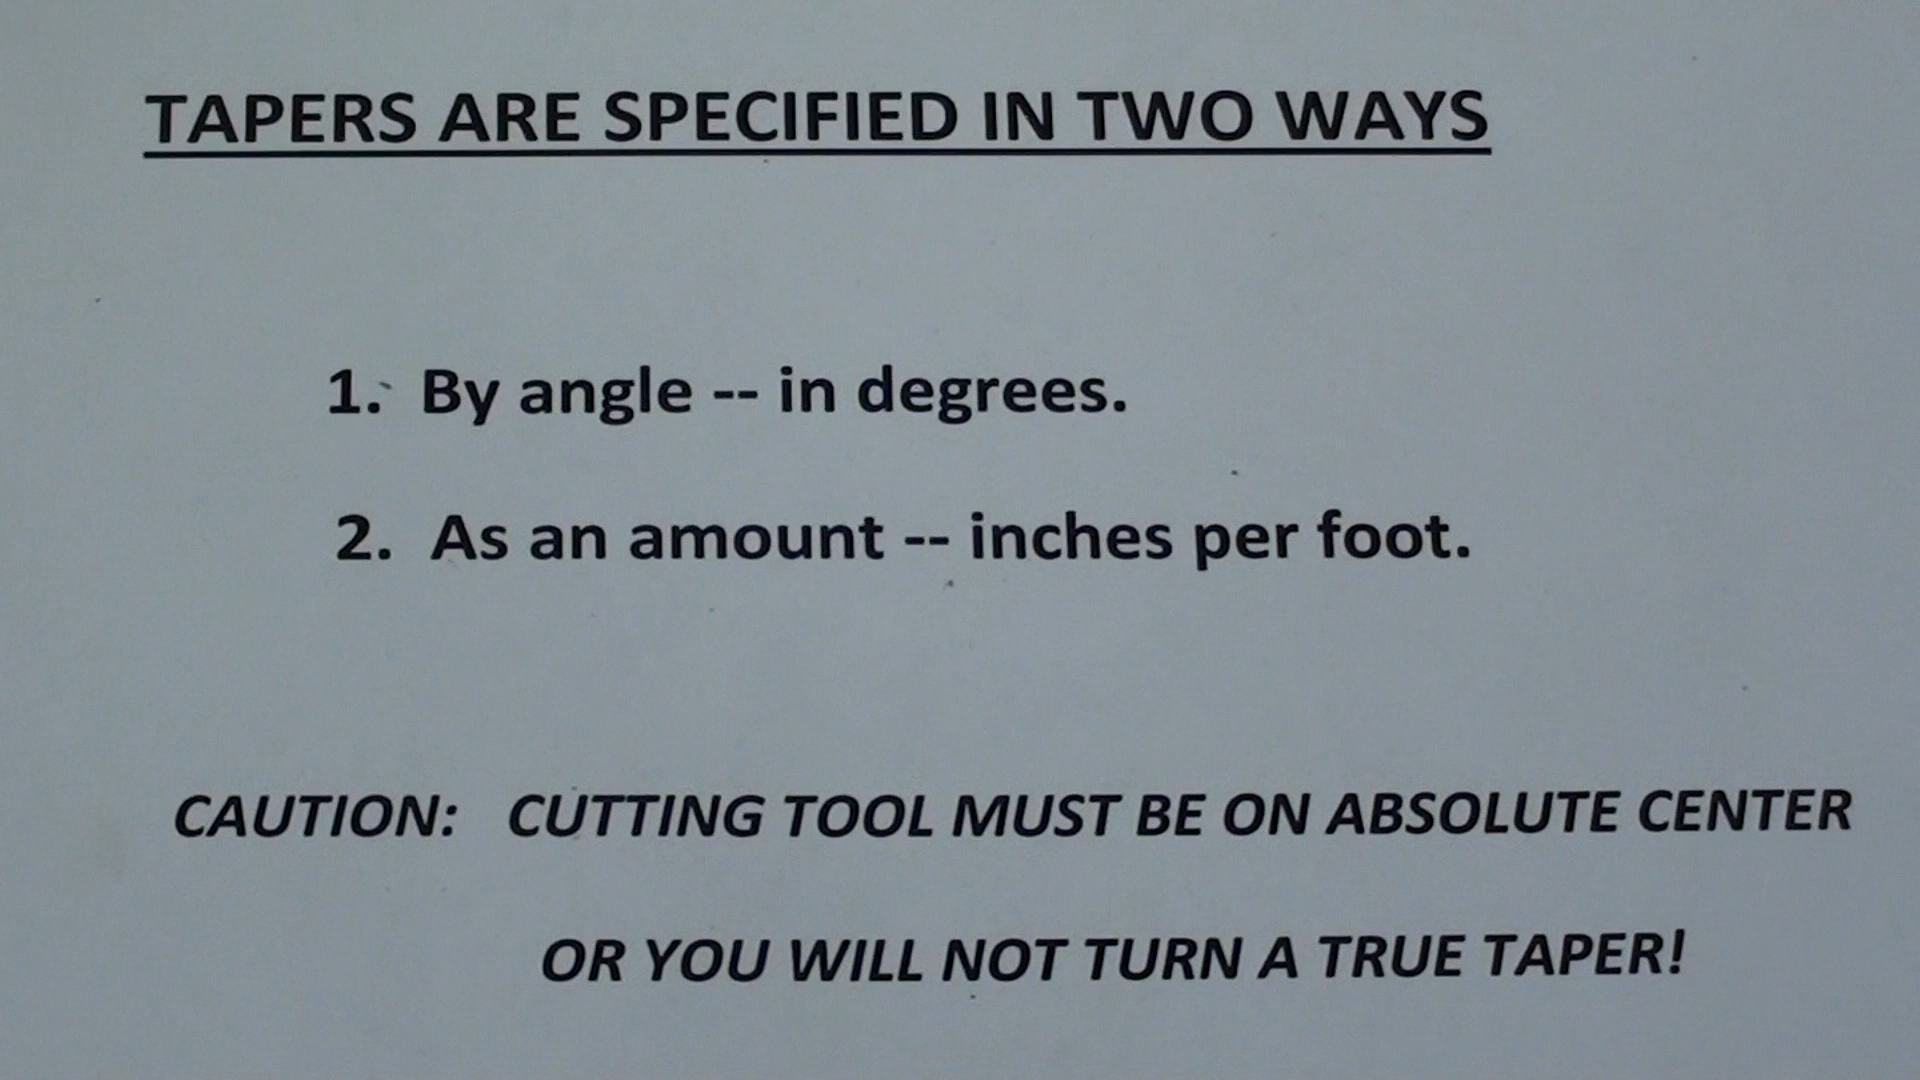 TAPERS ARE SPECIFIED IN TWO WAYS
1. By angle -- in degrees.
2. As an amount -- inches per foot.
CAUTION: CUTTING TOOL MUST BE ON ABSOLUTE CENTER
OR YOU WILL NOT TURN A TRUE TAPER!